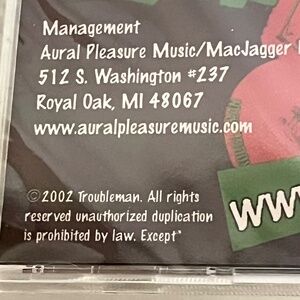 Management
Aural Pleasure Music/MacJagger
512 S. Washington #237
Royal Oak, MI 48067
www.auralpleasuremusic.com
©2002 Troubleman. All rights
reserved unauthorized duplication
is prohibited by law. Except"
www